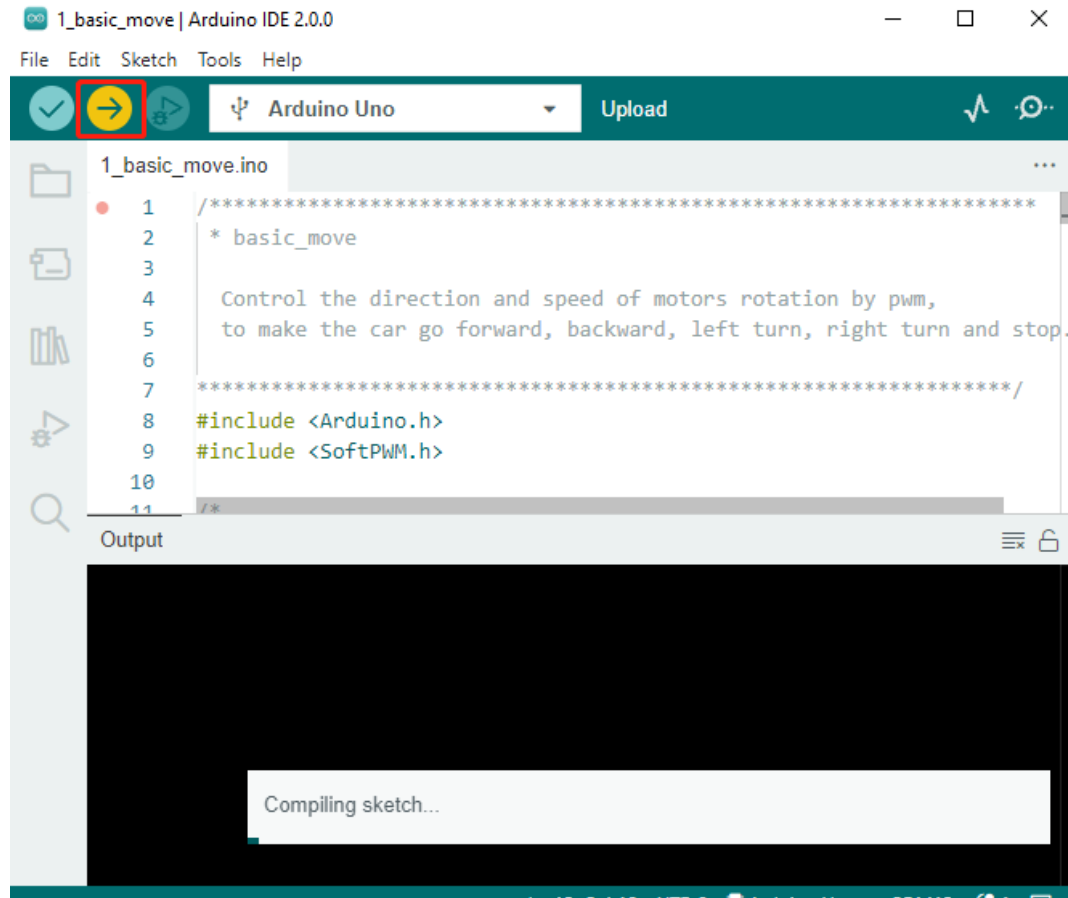 1_basic_move | Arduino IDE 2.0.0
File Edit Sketch Tools Help
Arduino Uno
Upload
1_basic_move.ino
1 /*******************************************************************
2 * basic_move
3
4 Control the direction and speed of motors rotation by pwm,
5 to make the car go forward, backward, left turn, right turn and stop.
6
7 ******************************************************************/
8 #include <Arduino.h>
9 #include <SoftPWM.h>
10
11 /*
Output
Compiling sketch...